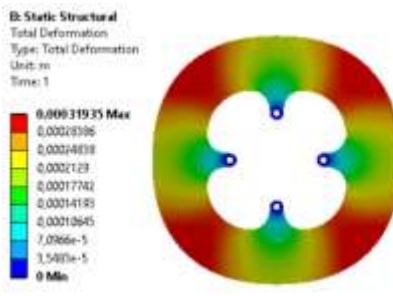 B: Static Structural
Total Deformation
Type: Total Deformation
Unit: m
Time: 1
0,00031935 Max
0,00028386
0,00024838
0,0002129
0,00017742
0,00014193
0,00010645
7,0966e-5
3,5483e-5
0 Min